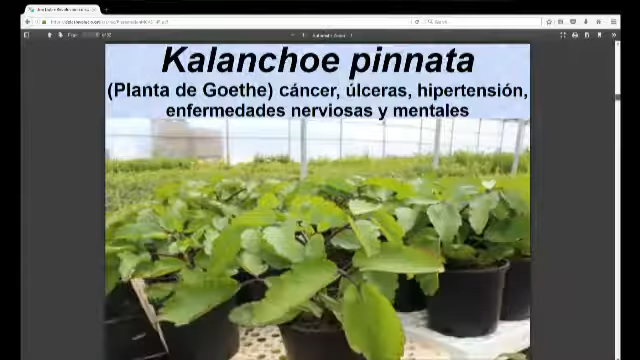 Kalanchoe pinnata
(Planta de Goethe) cáncer, úlceras, hipertensión,
enfermedades nerviosas y mentales